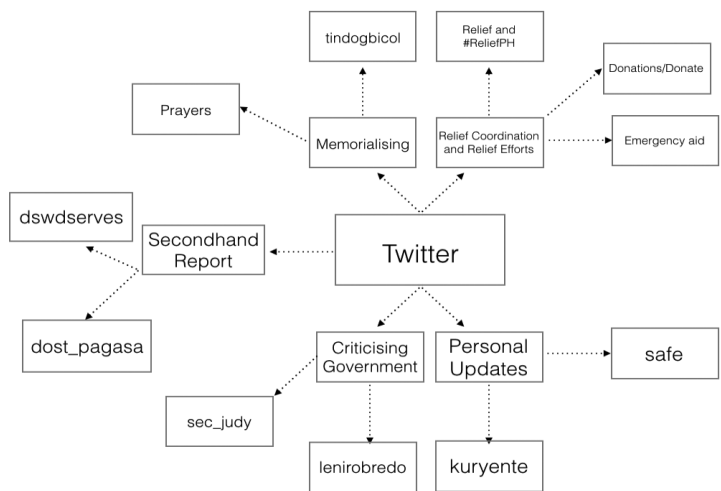 tindogbicol
Relief and
#ReliefPH
Donations/Donate
Prayers
Memorialising
Relief Coordination
and Relief Efforts
Emergency aid
dswdserves
Secondhand
Report
Twitter
dost_pagasa
Criticising
Government
Personal
Updates
safe
sec_judy
lenirobredo
kuryente